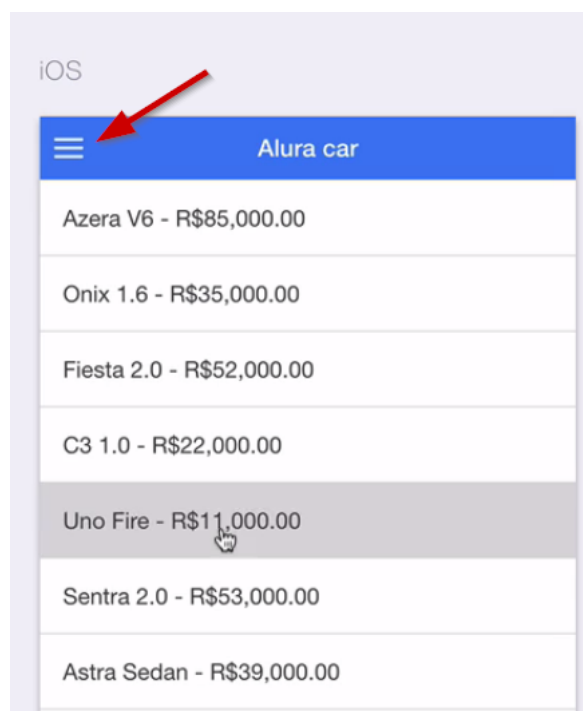 iOS
Alura car
Azera V6 - R$85,000.00
Onix 1.6 - R$35,000.00
Fiesta 2.0 - R$52,000.00
C3 1.0 - R$22,000.00
Uno Fire - R$11,000.00
Sentra 2.0 - R$53,000.00
Astra Sedan - R$39,000.00